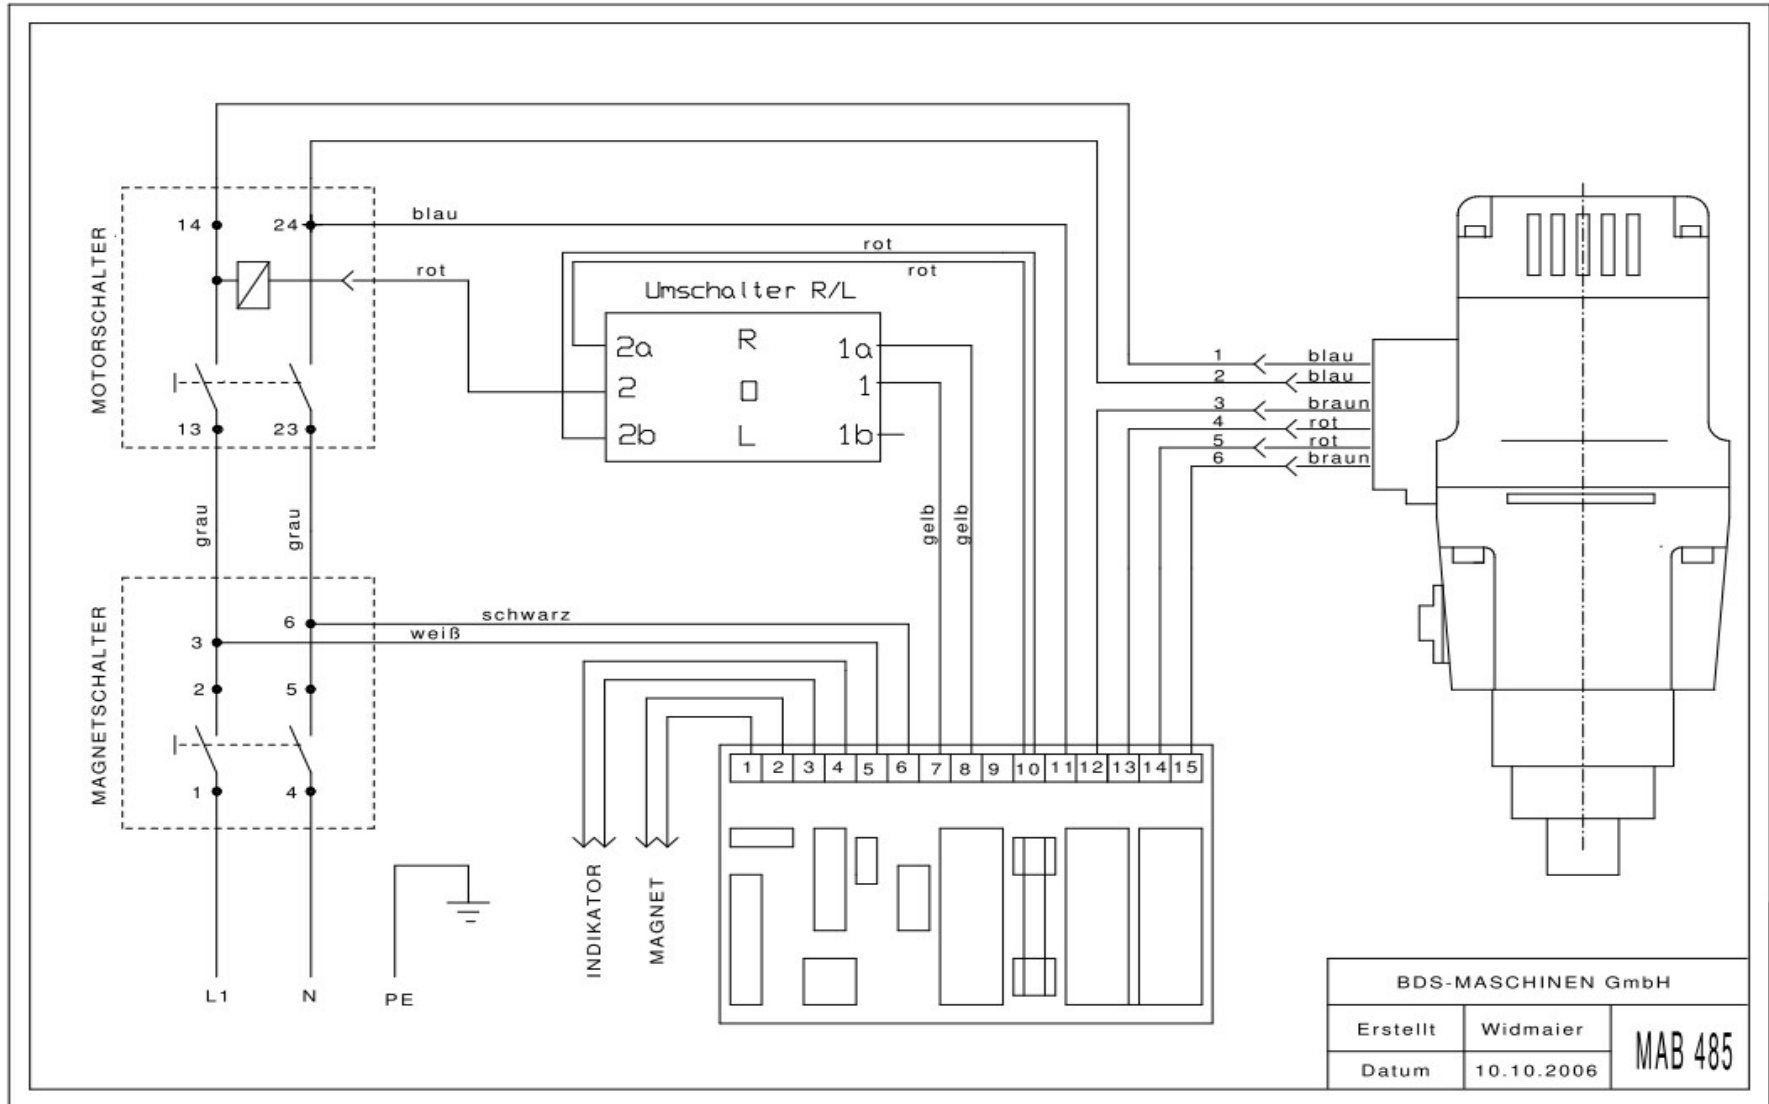 14
24
blau
rot
rot
rot
MOTORSCHALTER
Umschalter R/L
2a
R
1a
2
0
1
2b
L
1b
13
23
1
blau
2
blau
3
braun
4
rot
5
rot
6
braun
grau
grau
gelb
gelb
MAGNETSCHALTER
6
schwarz
3
weiß
2
5
1
4
1 2 3 4 5 6 7 8 9 10 11 12 13 14 15
INDIKATOR
MAGNET
L1
N
PE
BDS-MASCHINEN GmbH
Erstellt
Widmaier
Datum
10.10.2006
MAB 485